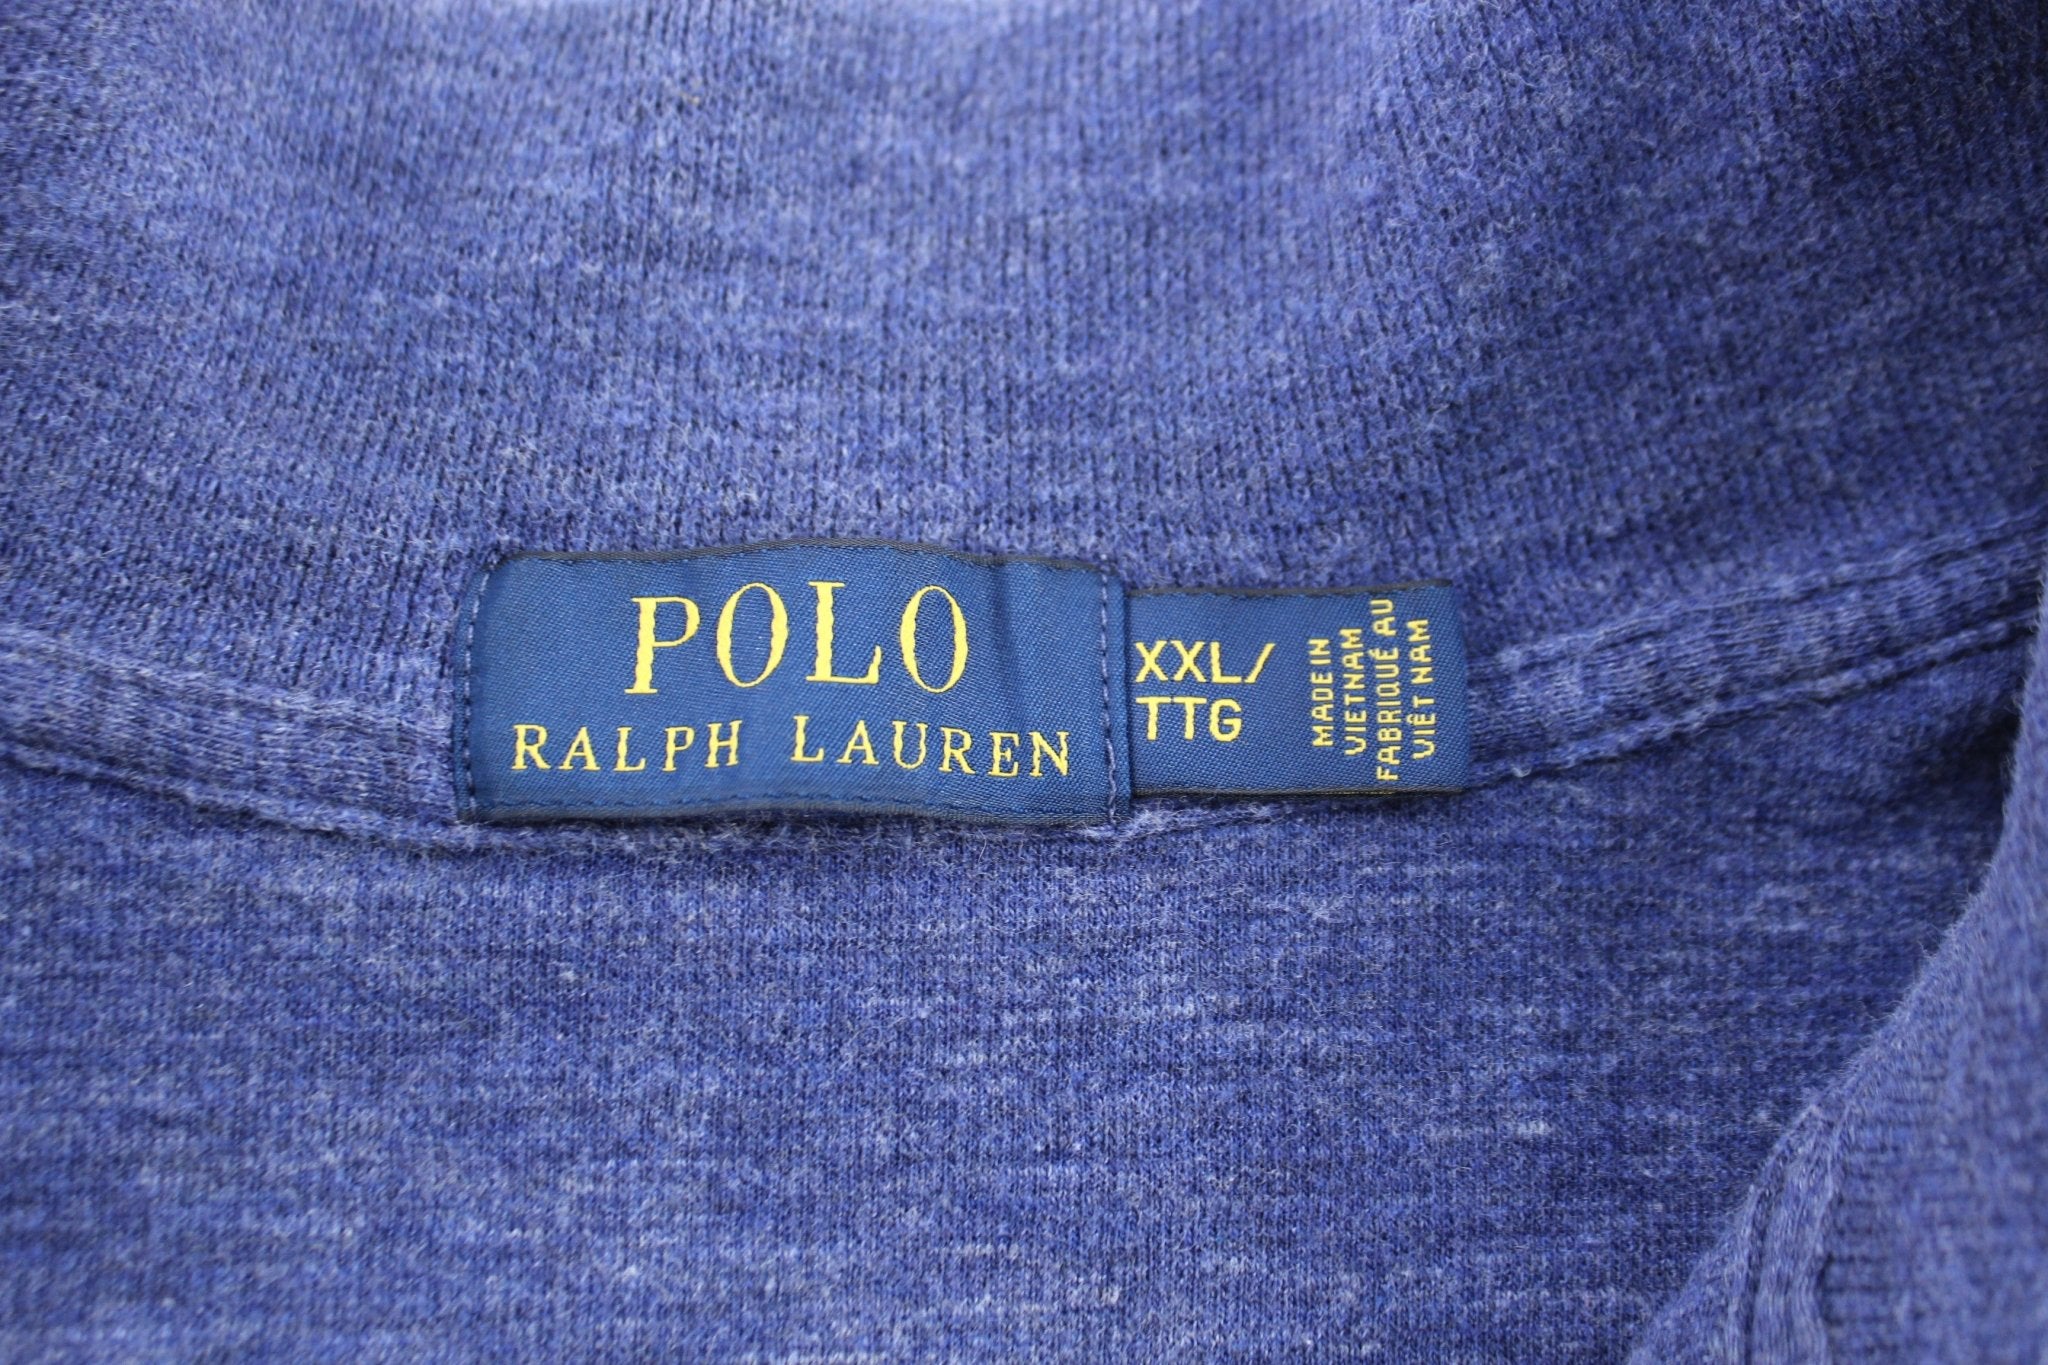 POLO
RALPH LAUREN
XXL/
TTG
MADE IN
VIETNAM
FABRIQUÉ AU
VIÊT NAM